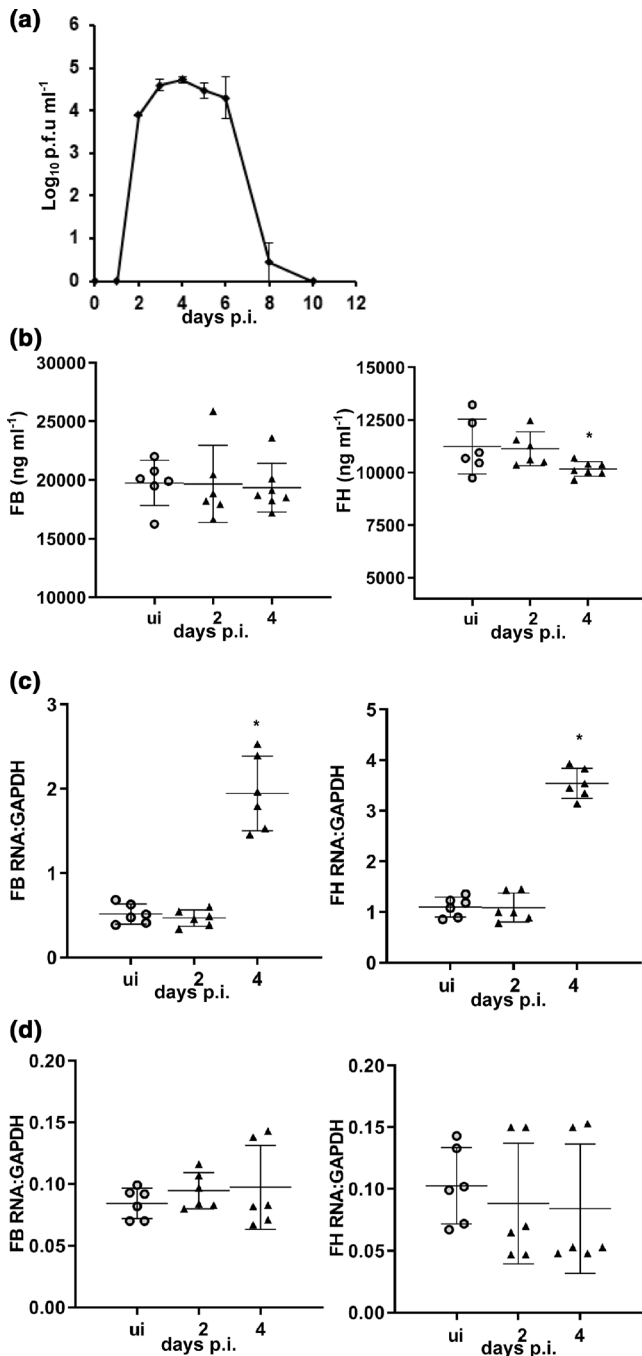 (a)
Log10 p.f.u ml-1
6
5
4
3
2
1
0
0 2 4 6 8 10 12
days p.i.
(b)
FB (ng ml-1)
30000
25000
20000
15000
10000
ui 2 4
days p.i.
FH (ng ml-1)
15000
12500
10000
7500
5000
*
ui 2 4
days p.i.
(c)
FB RNA:GAPDH
3
2
1
0
*
ui 2 4
days p.i.
FH RNA:GAPDH
5
4
3
2
1
0
*
ui 2 4
days p.i.
(d)
FB RNA:GAPDH
0.20
0.15
0.10
0.05
0.00
ui 2 4
days p.i.
FH RNA:GAPDH
0.20
0.15
0.10
0.05
0.00
ui 2 4
days p.i.